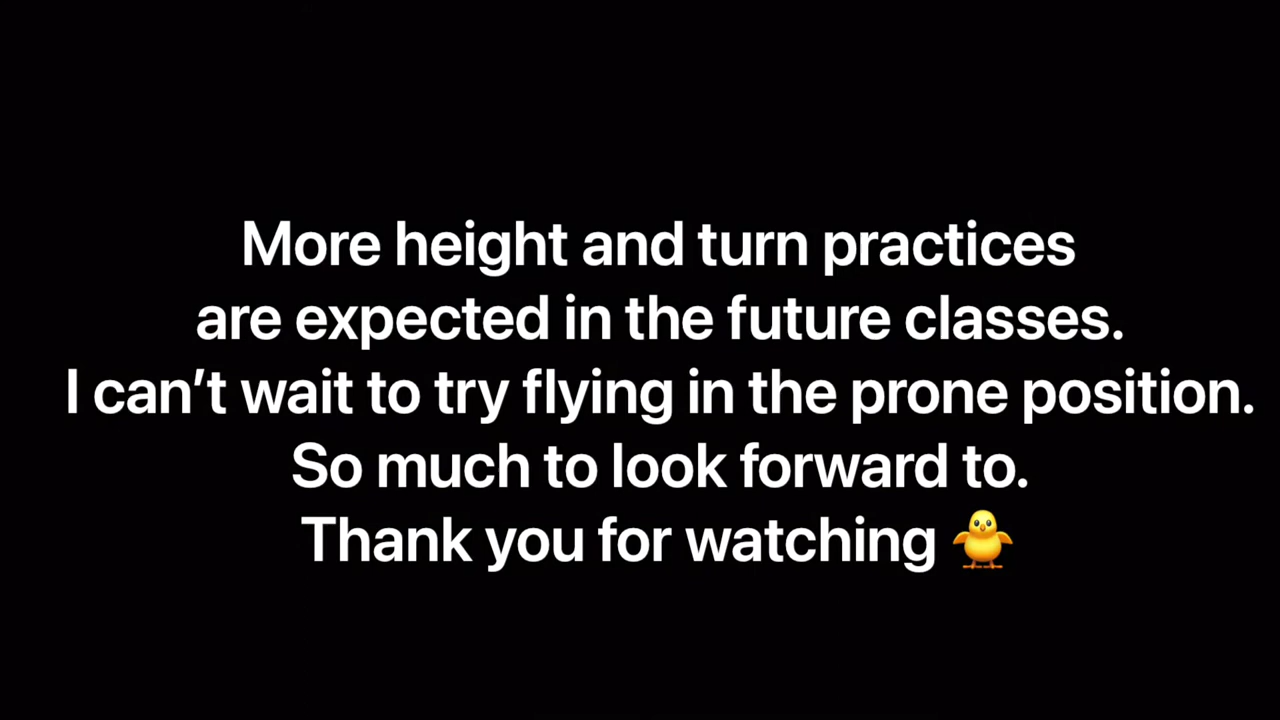 More height and turn practices
are expected in the future classes.
I can’t wait to try flying in the prone position.
So much to look forward to.
Thank you for watching 🐥